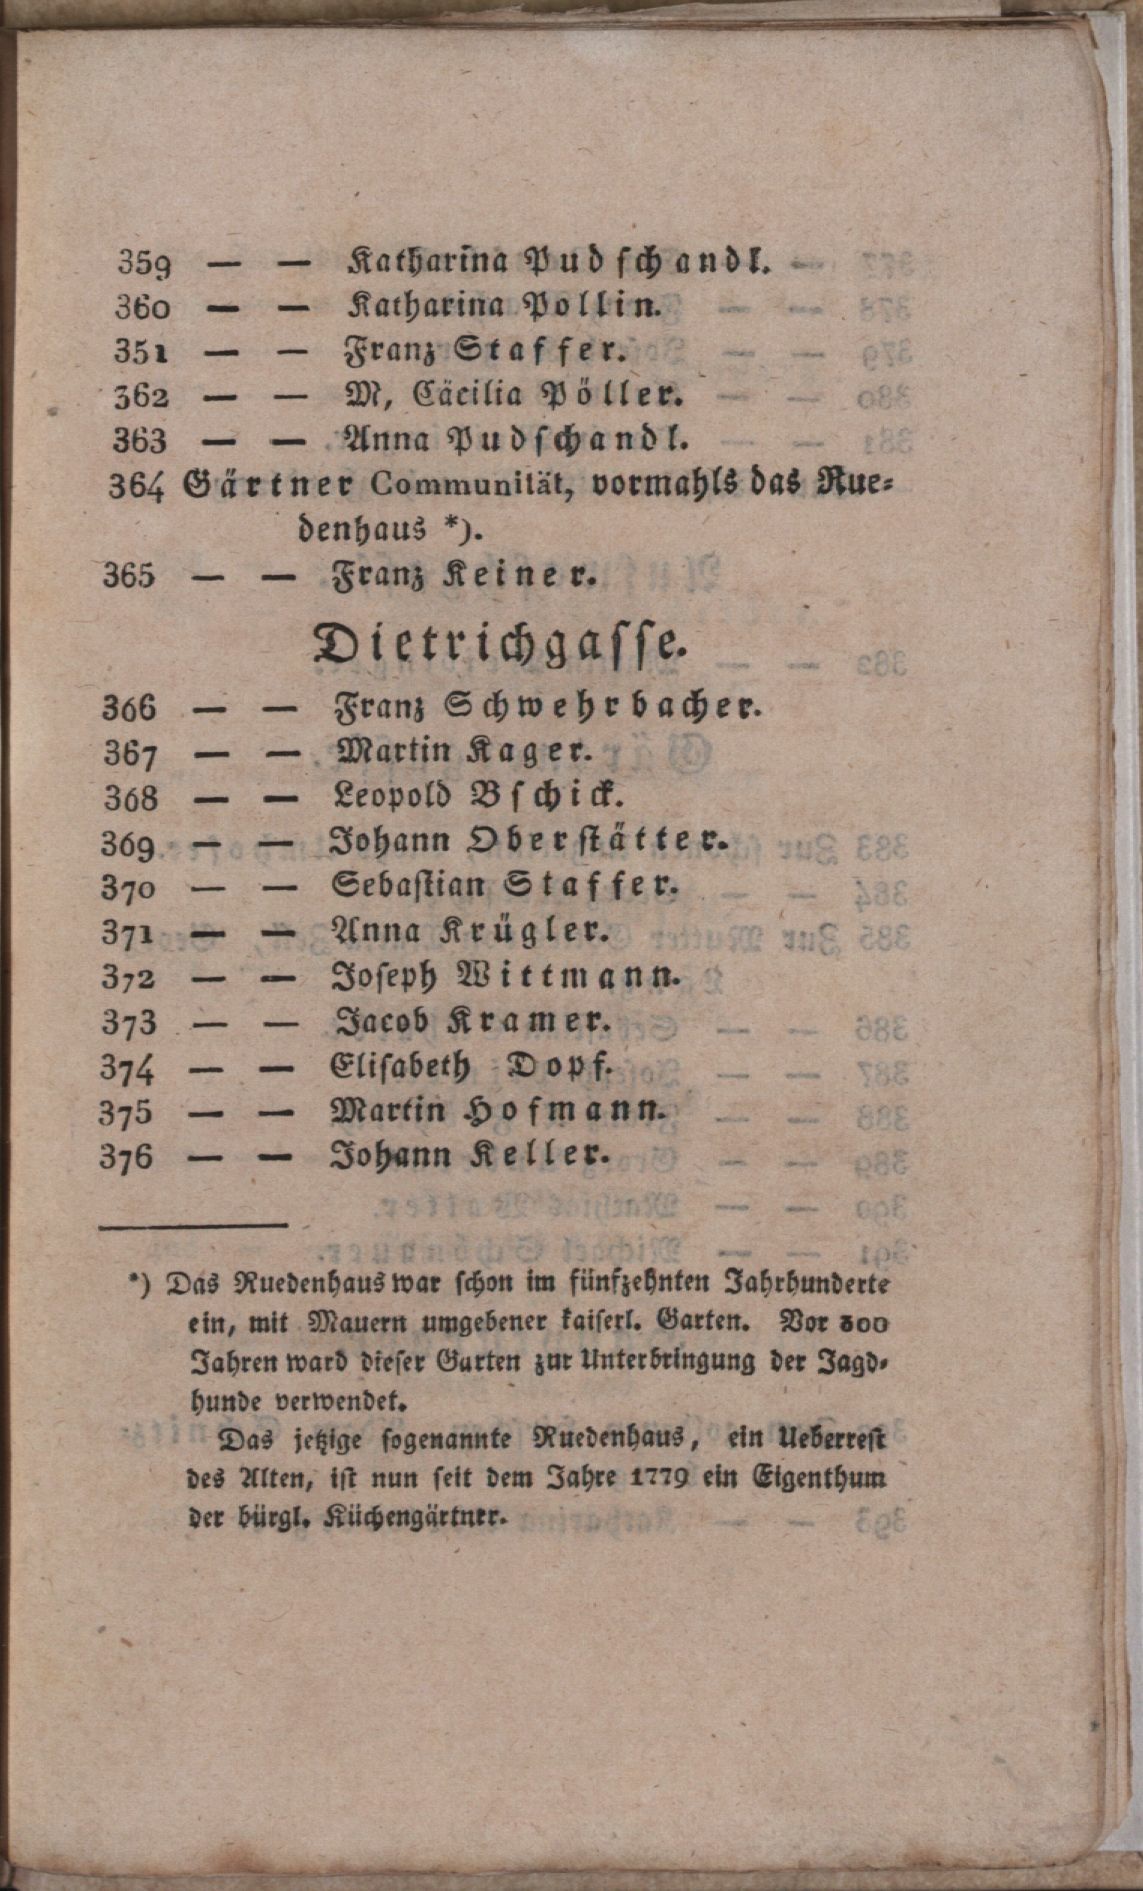 359 — — Katharina Pudschandl.
360 — — Katharina Pollin.
351 — — Franz Staffer.
362 — — M, Cäcilia Pöller.
363 — — Anna Pudschandl.
364 Gärtner Communität, vormahls das Rue-
denhaus *).
365 — — Franz Keiner.
Dietrichgasse.
366 — — Franz Schwehrbacher.
367 — — Martin Kager.
368 — — Leopold Bschick.
369 — — Johann Oberstätter.
370 — — Sebastian Staffer.
371 — — Anna Krügler.
372 — — Joseph Wittmann.
373 — — Jacob Kramer.
374 — — Elisabeth Dopf.
375 — — Martin Hofmann.
376 — — Johann Keller.
*) Das Ruedenhaus war schon im fünfzehnten Jahrhunderte
ein, mit Mauern umgebener kaiserl. Garten. Vor 300
Jahren ward dieser Garten zur Unterbringung der Jagd-
hunde verwendet.
Das jetzige sogenannte Ruedenhaus, ein Ueberrest
des Alten, ist nun seit dem Jahre 1779 ein Eigenthum
der bürgl. Küchengärtner.